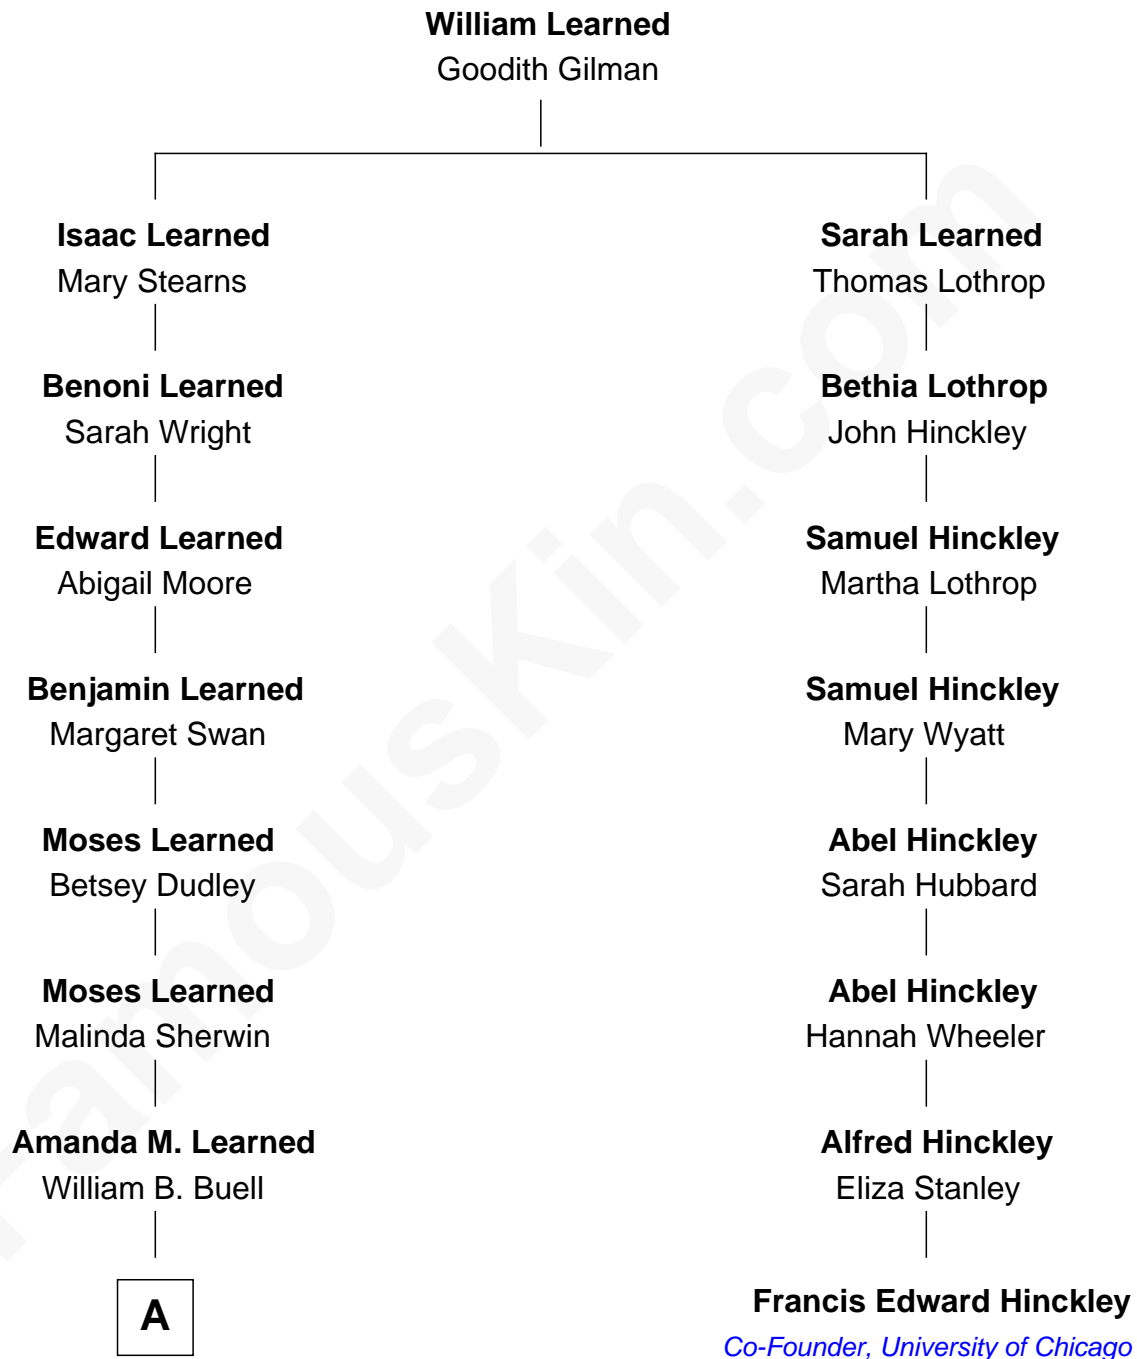 William Learned
Goodith Gilman
Isaac Learned
Mary Stearns
Sarah Learned
Thomas Lothrop
Benoni Learned
Sarah Wright
Bethia Lothrop
John Hinckley
Edward Learned
Abigail Moore
Samuel Hinckley
Martha Lothrop
Benjamin Learned
Margaret Swan
Samuel Hinckley
Mary Wyatt
Moses Learned
Betsey Dudley
Abel Hinckley
Sarah Hubbard
Moses Learned
Malinda Sherwin
Abel Hinckley
Hannah Wheeler
Amanda M. Learned
William B. Buell
Alfred Hinckley
Eliza Stanley
A
Francis Edward Hinckley
Co-Founder, University of Chicago
FamousKin.com